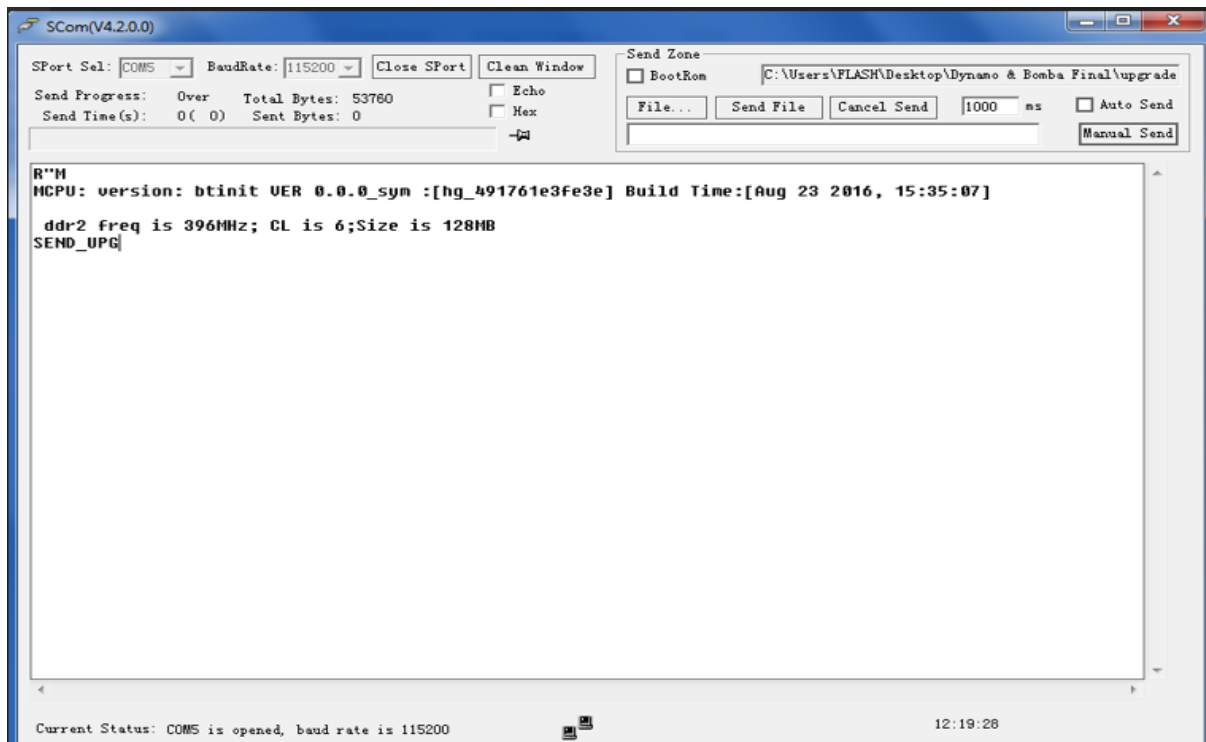 SCom(V4.2.0.0)
SPort Sel: COM5 BaudRate: 115200 Close SPort Clean Window
Send Progress: Over Total Bytes: 53760 Echo
Send Time(s): 0( 0) Sent Bytes: 0 Hex
Send Zone
BootRom C:\Users\FLASH\Desktop\Dynamo & Bomba Final\upgrade
File... Send File Cancel Send 1000 ms Auto Send
Manual Send
R"M
MCPU: version: btinit VER 0.0.0_sym :[hg_491761e3fe3e] Build Time:[Aug 23 2016, 15:35:07]
ddr2 freq is 396MHz; CL is 6;Size is 128MB
SEND_UPG
Current Status: COM5 is opened, baud rate is 115200 12:19:28